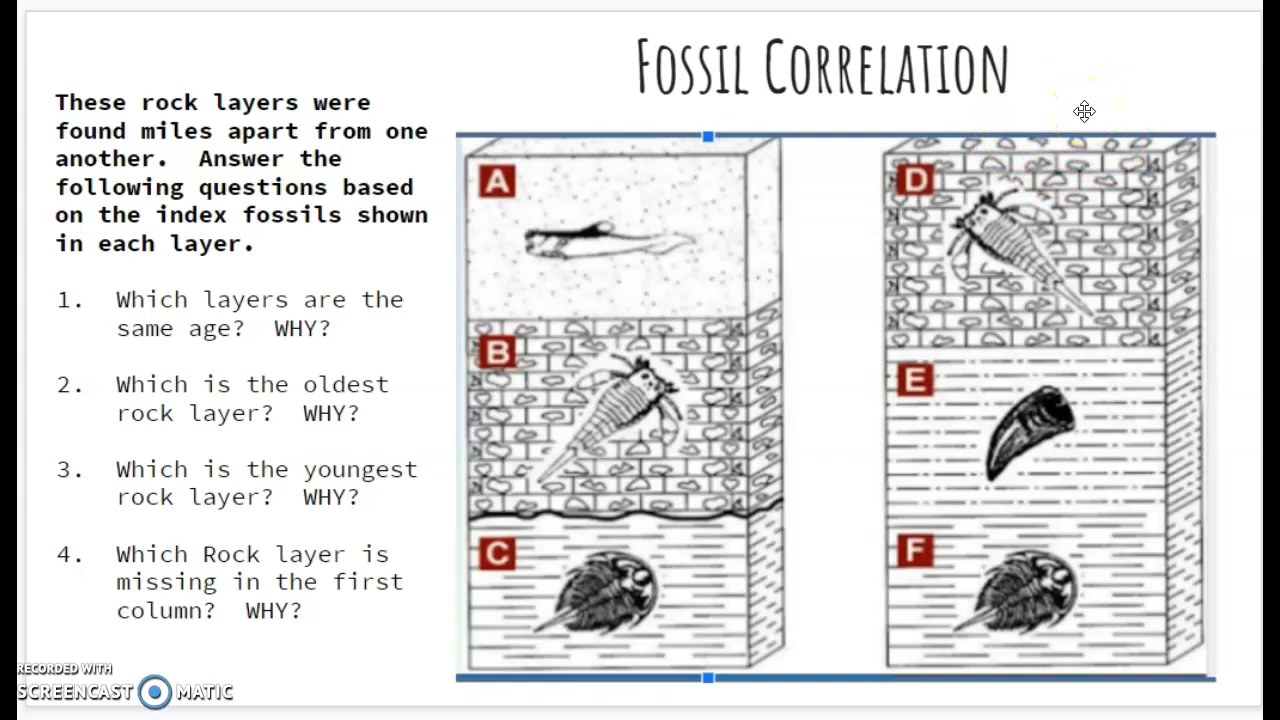 Fossil Correlation
These rock layers were
found miles apart from one
another. Answer the
following questions based
on the index fossils shown
in each layer.
1. Which layers are the
same age? WHY?
2. Which is the oldest
rock layer? WHY?
3. Which is the youngest
rock layer? WHY?
4. Which Rock layer is
missing in the first
column? WHY?
A
B
C
D
E
F
RECORDED WITH
SCREENCAST MATIC